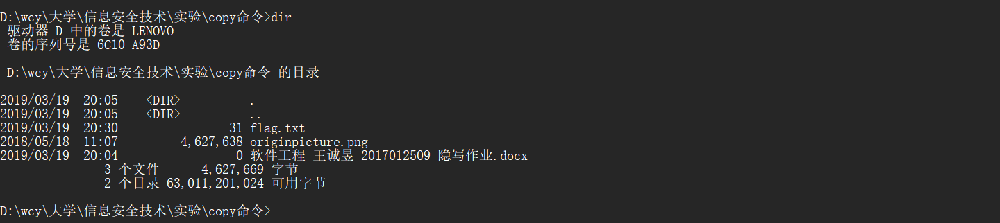 D:\wcy\大学\信息安全技术\实验\copy命令>dir
驱动器 D 中的卷是 LENOVO
卷的序列号是 6C10-A93D
D:\wcy\大学\信息安全技术\实验\copy命令 的目录
2019/03/19  20:05    <DIR>          .
2019/03/19  20:05    <DIR>          ..
2019/03/19  20:30                31 flag.txt
2018/05/18  11:07         4,627,638 originpicture.png
2019/03/19  20:04                 0 软件工程 王诚昱 2017012509 隐写作业.docx
3 个文件      4,627,669 字节
2 个目录 63,011,201,024 可用字节
D:\wcy\大学\信息安全技术\实验\copy命令>